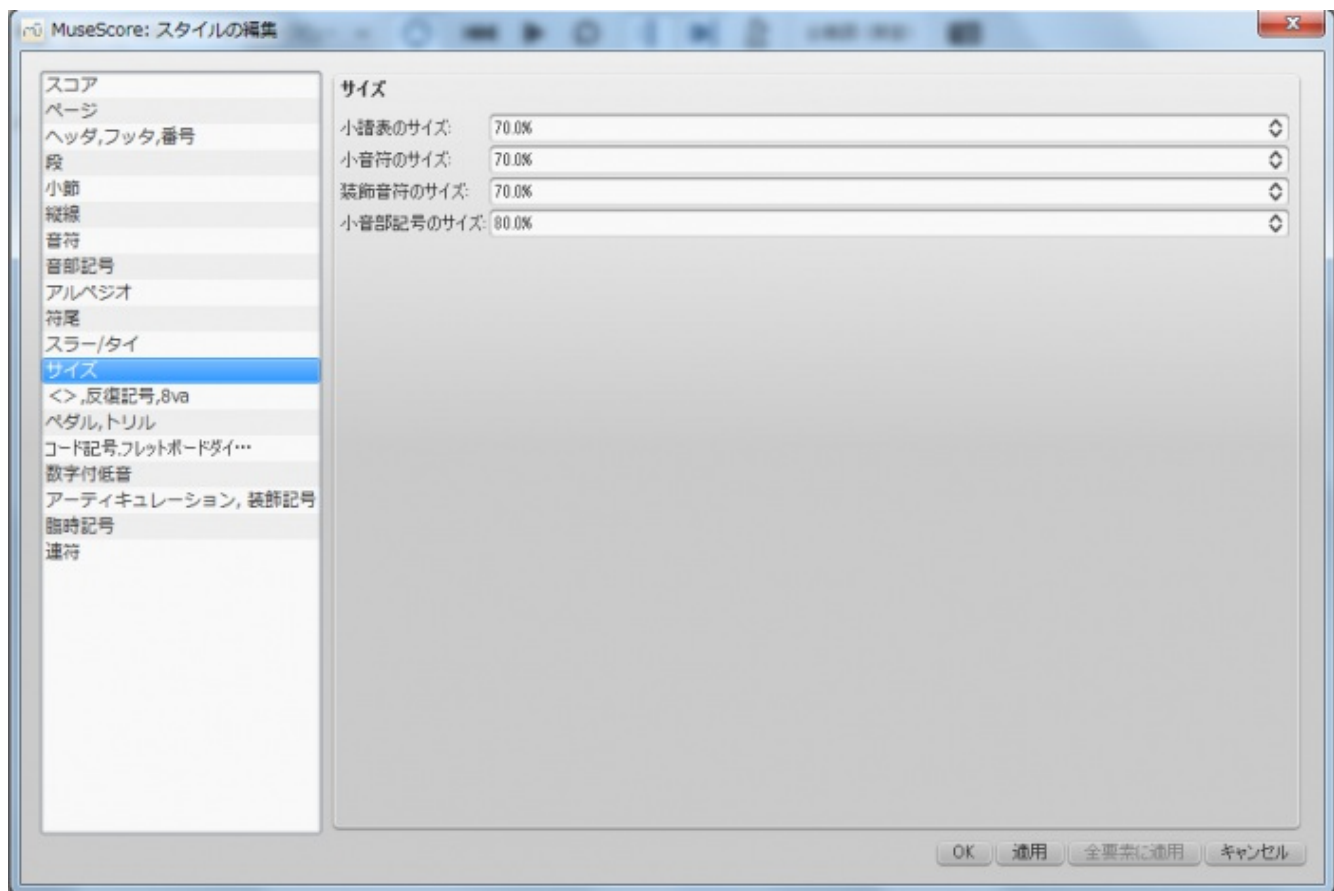 MuseScore: スタイルの編集
スコア
ページ
ヘッダ,フッタ,番号
段
小節
縦線
音符
音部記号
アルペジオ
符尾
スラー/タイ
サイズ
<>,反復記号,8va
ペダル,トリル
コード記号,フレットボードダイ…
数字付低音
アーティキュレーション, 装飾記号
臨時記号
連符
サイズ
小譜表のサイズ: 70.0%
小音符のサイズ: 70.0%
装飾音符のサイズ: 70.0%
小音部記号のサイズ: 80.0%
OK 適用 全要素に適用 キャンセル